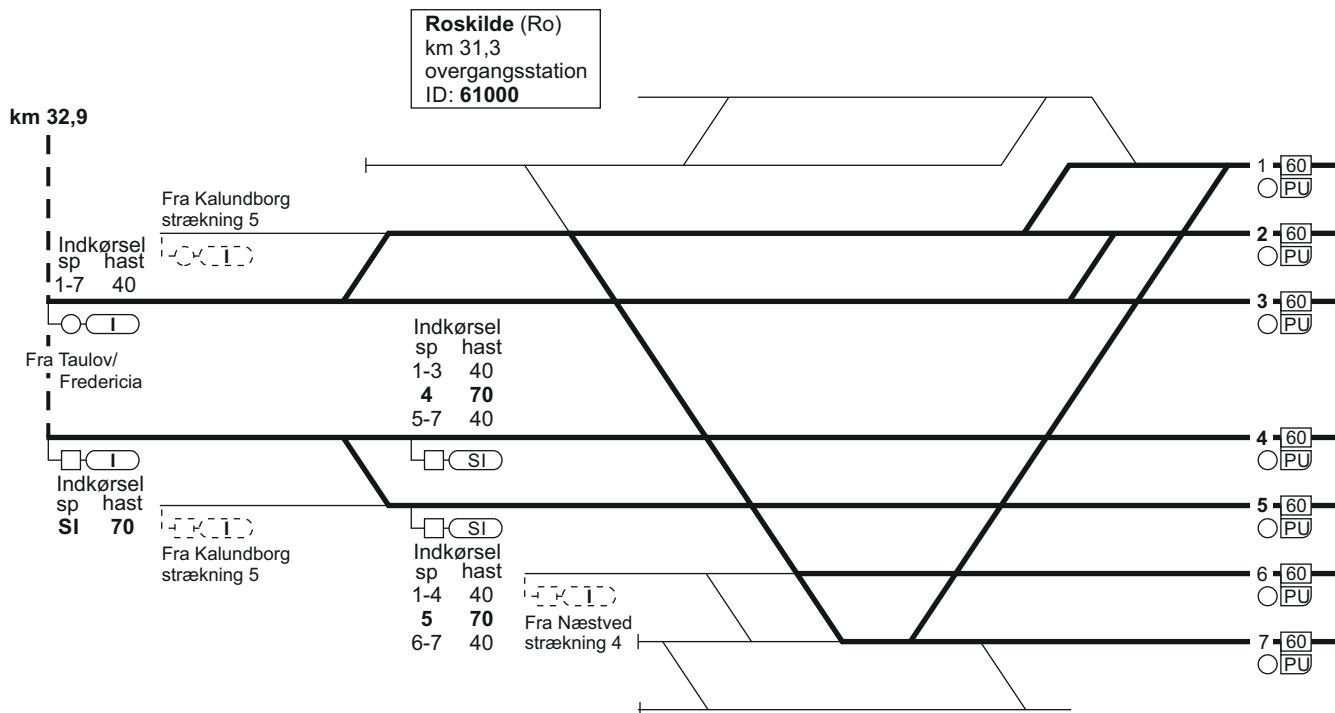 Roskilde (Ro)
km 31,3
overgangsstation
ID: 61000
km 32,9
Fra Kalundborg
strækning 5
I
Indkørsel
sp hast
1-7 40
I
Fra Taulov/
Fredericia
Indkørsel
sp hast
1-3 40
4 70
5-7 40
SI
I
Indkørsel
sp hast
SI 70
I
Fra Kalundborg
strækning 5
SI
Indkørsel
sp hast
1-4 40
5 70
6-7 40
I
Fra Næstved
strækning 4
1 60
PU
2 60
PU
3 60
PU
4 60
PU
5 60
PU
6 60
PU
7 60
PU